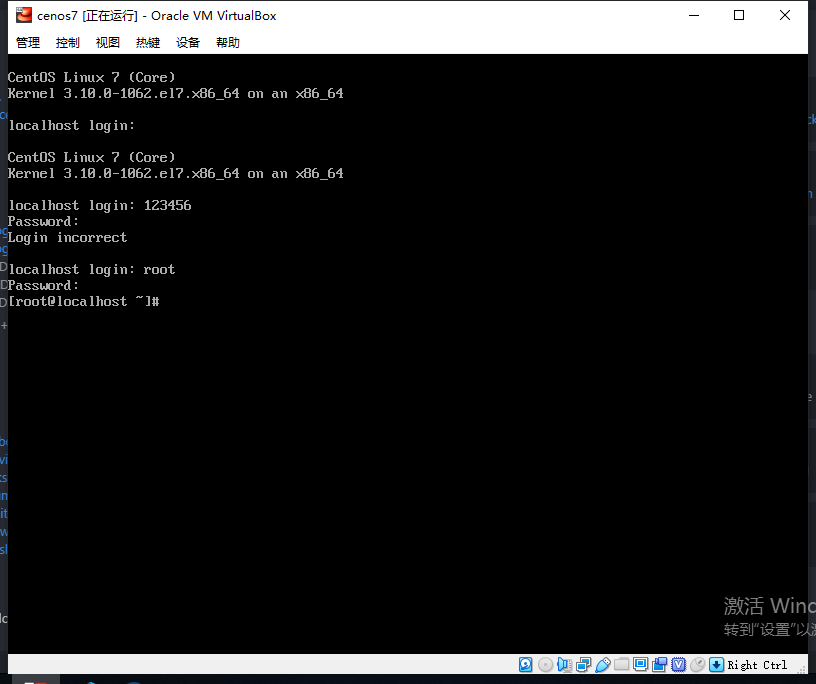 cenos7 [正在运行] - Oracle VM VirtualBox
管理 控制 视图 热键 设备 帮助
CentOS Linux 7 (Core)
Kernel 3.10.0-1062.el7.x86_64 on an x86_64
localhost login:
CentOS Linux 7 (Core)
Kernel 3.10.0-1062.el7.x86_64 on an x86_64
localhost login: 123456
Password:
Login incorrect
localhost login: root
Password:
[root@localhost ~]#
激活 Wind
转到“设置”以激
Right Ctrl